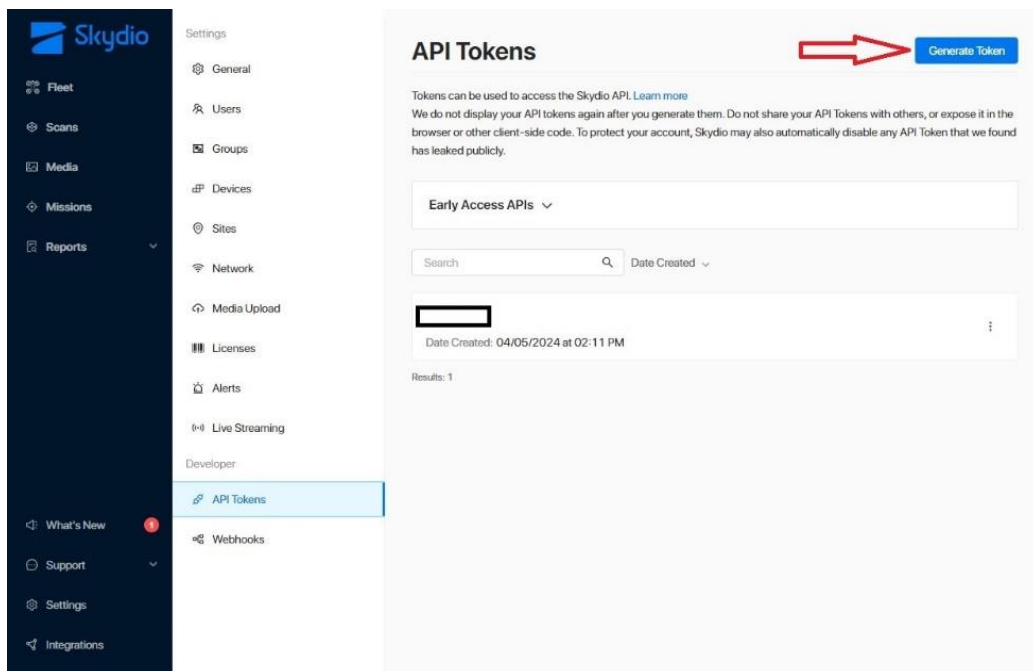 Skydio
Fleet
Scans
Media
Missions
Reports
What's New
1
Support
Settings
Integrations
Settings
General
Users
Groups
Devices
Sites
Network
Media Upload
Licenses
Alerts
Live Streaming
Developer
API Tokens
Webhooks
API Tokens
Generate Token
Tokens can be used to access the Skydio API. Learn more
We do not display your API tokens again after you generate them. Do not share your API Tokens with others, or expose it in the
browser or other client-side code. To protect your account, Skydio may also automatically disable any API Token that we found
has leaked publicly.
Early Access APIs
Search
Date Created
Date Created: 04/05/2024 at 02:11 PM
Results: 1